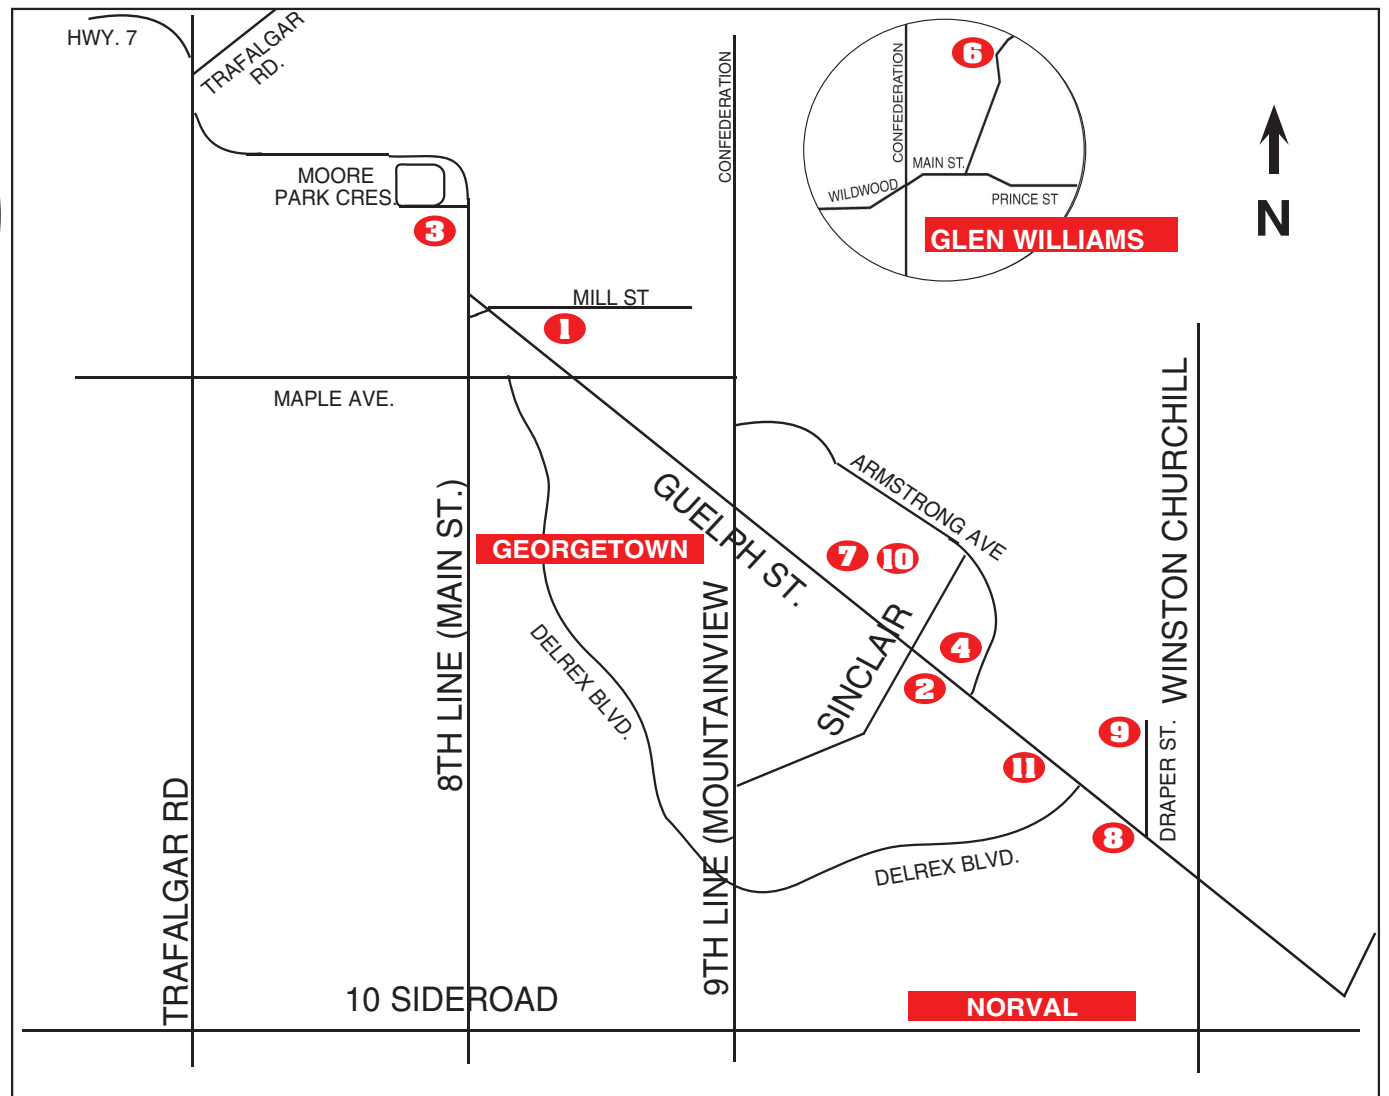 HWY. 7
TRAFALGAR
RD.
CONFEDERATION
6
CONFEDERATION
MAIN ST.
WILDWOOD
PRINCE ST
GLEN WILLIAMS
N
MOORE
PARK CRES.
3
MILL ST
1
MAPLE AVE.
ARMSTRONG AVE
GUELPH ST.
GEORGETOWN
7
10
8TH LINE (MAIN ST.)
WINSTON CHURCHILL
DELREX BLVD.
SINCLAIR
4
2
9
11
DRAPER ST.
8
9TH LINE (MOUNTAINVIEW
DELREX BLVD.
TRAFALGAR RD
10 SIDEROAD
NORVAL